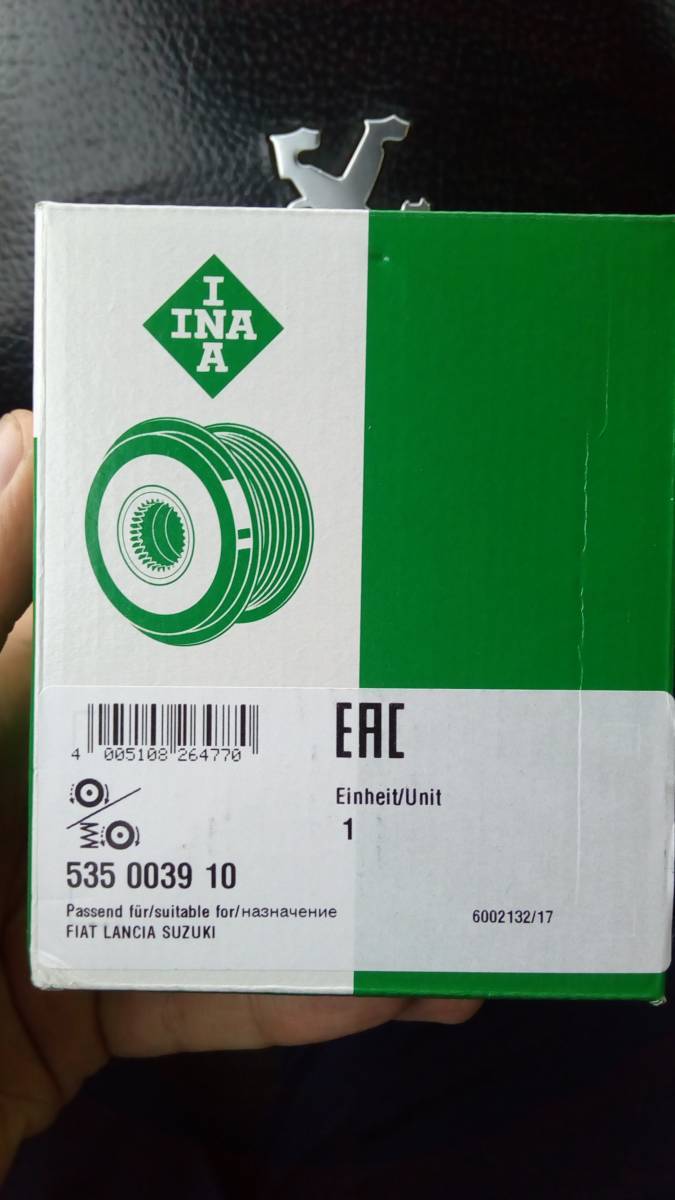 I
INA
A
4 005108 264770
EAC
Einheit/Unit
1
535 0039 10
Passend für/suitable for/назначение
FIAT LANCIA SUZUKI
6002132/17